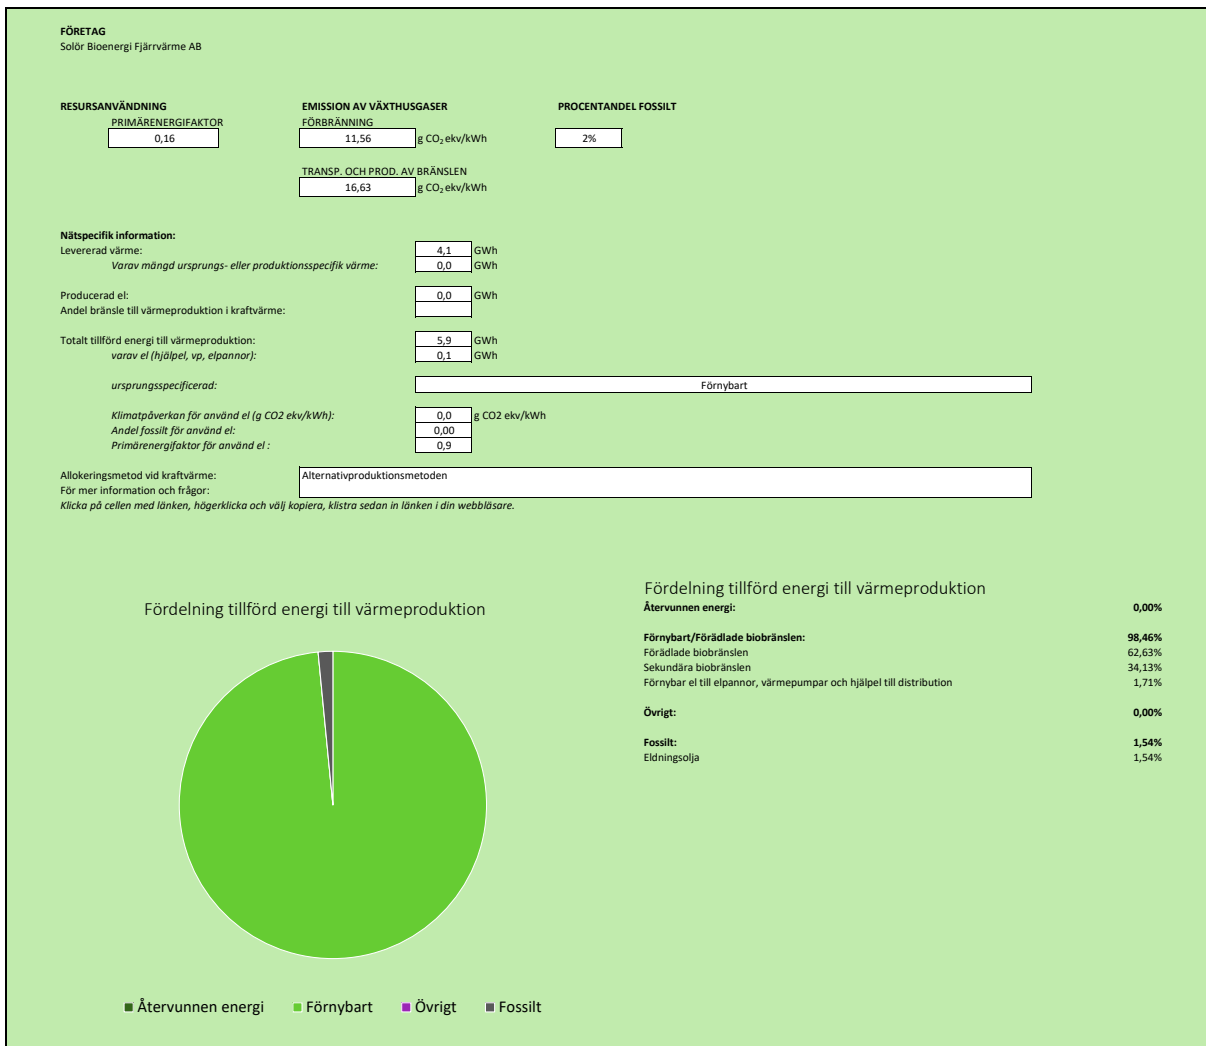 FÖRETAG
Solör Bioenergi Fjärrvärme AB
RESURSANVÄNDNING EMISSION AV VÄXTHUSGASER PROCENTANDEL FOSSILT
PRIMÄRENERGIFAKTOR FÖRBRÄNNING
0,16 11,56 g CO₂ ekv/kWh 2%
TRANSP. OCH PROD. AV BRÄNSLEN
16,63 g CO₂ ekv/kWh
Nätspecifik information:
Levererad värme: 4,1 GWh
Varav mängd ursprungs- eller produktionsspecifik värme: 0,0 GWh
Producerad el: 0,0 GWh
Andel bränsle till värmeproduktion i kraftvärme:
Totalt tillförd energi till värmeproduktion: 5,9 GWh
varav el (hjälpel, vp, elpannor): 0,1 GWh
ursprungsspecificerad: Förnybart
Klimatpåverkan för använd el (g CO2 ekv/kWh): 0,0 g CO2 ekv/kWh
Andel fossilt för använd el: 0,00
Primärenergifaktor för använd el : 0,9
Allokeringsmetod vid kraftvärme: Alternativproduktionsmetoden
För mer information och frågor:
Klicka på cellen med länken, högerklicka och välj kopiera, klistra sedan in länken i din webbläsare.
Fördelning tillförd energi till värmeproduktion
Återvunnen energi Förnybart Övrigt Fossilt
Fördelning tillförd energi till värmeproduktion
Återvunnen energi: 0,00%
Förnybart/Förädlade biobränslen: 98,46%
Förädlade biobränslen 62,63%
Sekundära biobränslen 34,13%
Förnybar el till elpannor, värmepumpar och hjälpel till distribution 1,71%
Övrigt: 0,00%
Fossilt: 1,54%
Eldningsolja 1,54%